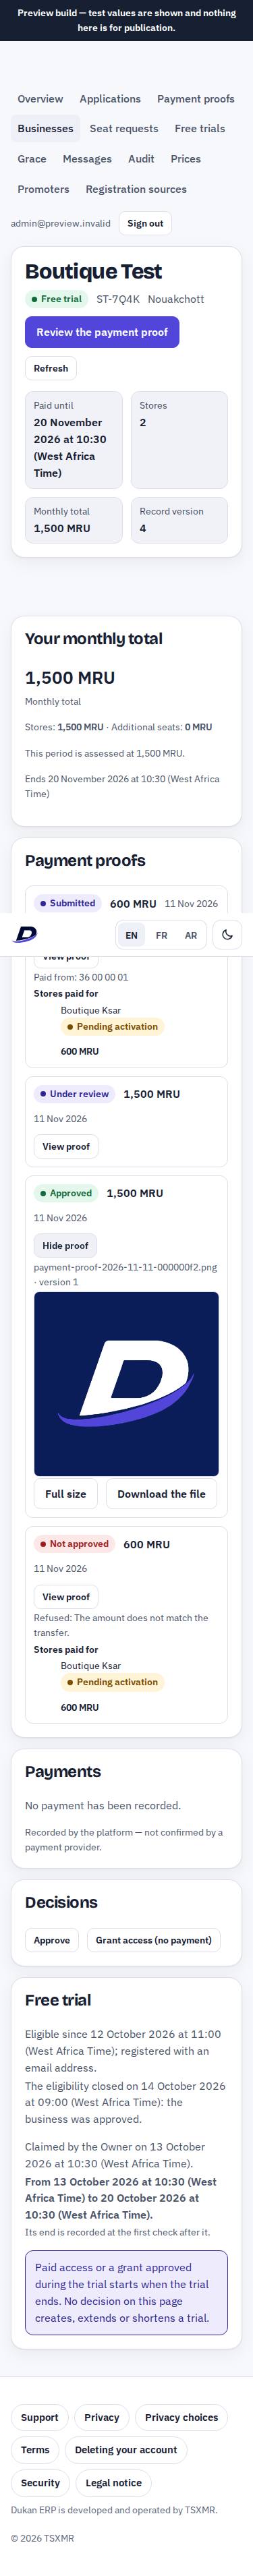 Preview build — test values are shown and nothing
here is for publication.
Overview Applications Payment proofs
Businesses Seat requests Free trials
Grace Messages Audit Prices
Promoters Registration sources
admin@preview.invalid Sign out
Boutique Test
Free trial ST-7Q4K Nouakchott
Review the payment proof
Refresh
Paid until
20 November
2026 at 10:30
(West Africa
Time)
Stores
2
Monthly total
1,500 MRU
Record version
4
Your monthly total
1,500 MRU
Monthly total
Stores: 1,500 MRU · Additional seats: 0 MRU
This period is assessed at 1,500 MRU.
Ends 20 November 2026 at 10:30 (West Africa
Time)
Payment proofs
Submitted 600 MRU 11 Nov 2026
EN FR AR
View proof
Paid from: 36 00 00 01
Stores paid for
Boutique Ksar
Pending activation
600 MRU
Under review 1,500 MRU
11 Nov 2026
View proof
Approved 1,500 MRU
11 Nov 2026
Hide proof
payment-proof-2026-11-11-000000f2.png
· version 1
Full size Download the file
Not approved 600 MRU
11 Nov 2026
View proof
Refused: The amount does not match the
transfer.
Stores paid for
Boutique Ksar
Pending activation
600 MRU
Payments
No payment has been recorded.
Recorded by the platform — not confirmed by a
payment provider.
Decisions
Approve Grant access (no payment)
Free trial
Eligible since 12 October 2026 at 11:00
(West Africa Time); registered with an
email address.
The eligibility closed on 14 October 2026
at 09:00 (West Africa Time): the
business was approved.
Claimed by the Owner on 13 October
2026 at 10:30 (West Africa Time).
From 13 October 2026 at 10:30 (West
Africa Time) to 20 October 2026 at
10:30 (West Africa Time).
Its end is recorded at the first check after it.
Paid access or a grant approved
during the trial starts when the trial
ends. No decision on this page
creates, extends or shortens a trial.
Support Privacy Privacy choices
Terms Deleting your account
Security Legal notice
Dukan ERP is developed and operated by TSXMR.
© 2026 TSXMR